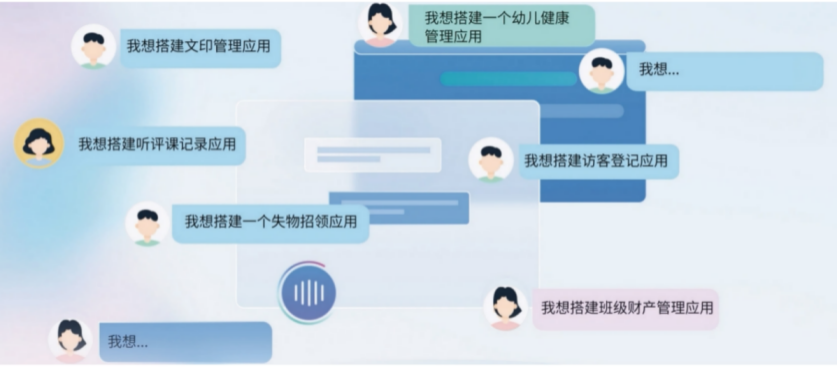 我想搭建一个幼儿健康
管理应用
我想搭建文印管理应用
我想...
我想搭建听评课记录应用
我想搭建访客登记应用
我想搭建一个失物招领应用
我想搭建班级财产管理应用
我想...